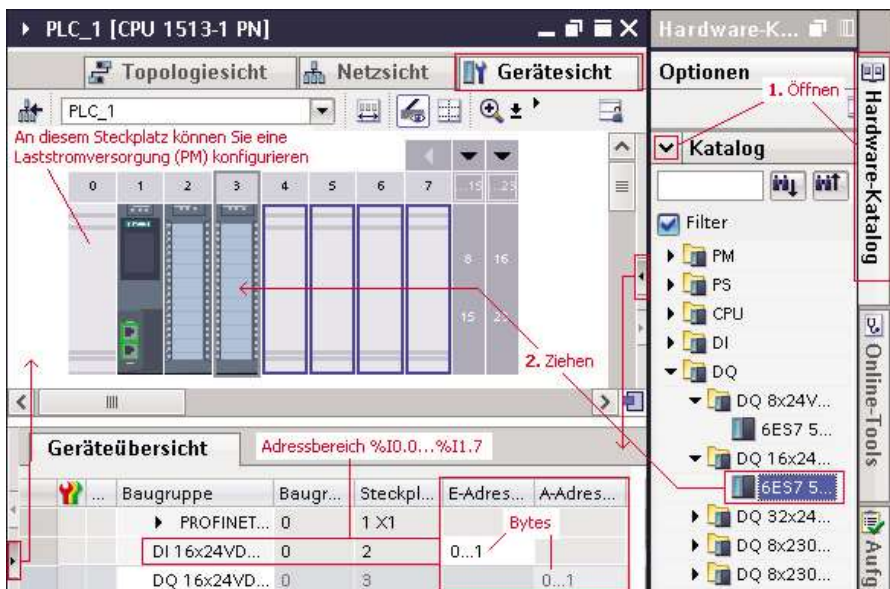 PLC_1 [CPU 1513-1 PN]
Hardware-K...
Topologiesicht
Netzsicht
Gerätesicht
Optionen
1. Öffnen
PLC_1
An diesem Steckplatz können Sie eine
Laststromversorgung (PM) konfigurieren
Katalog
0 1 2 3 4 5 6 7 ...15 ...23
8 16
15 23
Filter
PM
PS
CPU
DI
DQ
DQ 8x24V...
6ES7 5...
DQ 16x24...
6ES7 5...
DQ 32x24...
DQ 8x230...
DQ 8x230...
2. Ziehen
Hardware-Katalog
Online-Tools
Aufg
Geräteübersicht
Adressbereich %I0.0...%I1.7
... Baugruppe Baugr... Steckpl... E-Adres... A-Adres...
PROFINET... 0 1 X1
Bytes
DI 16x24VD... 0 2 0...1
DQ 16x24VD... 0 3 0...1